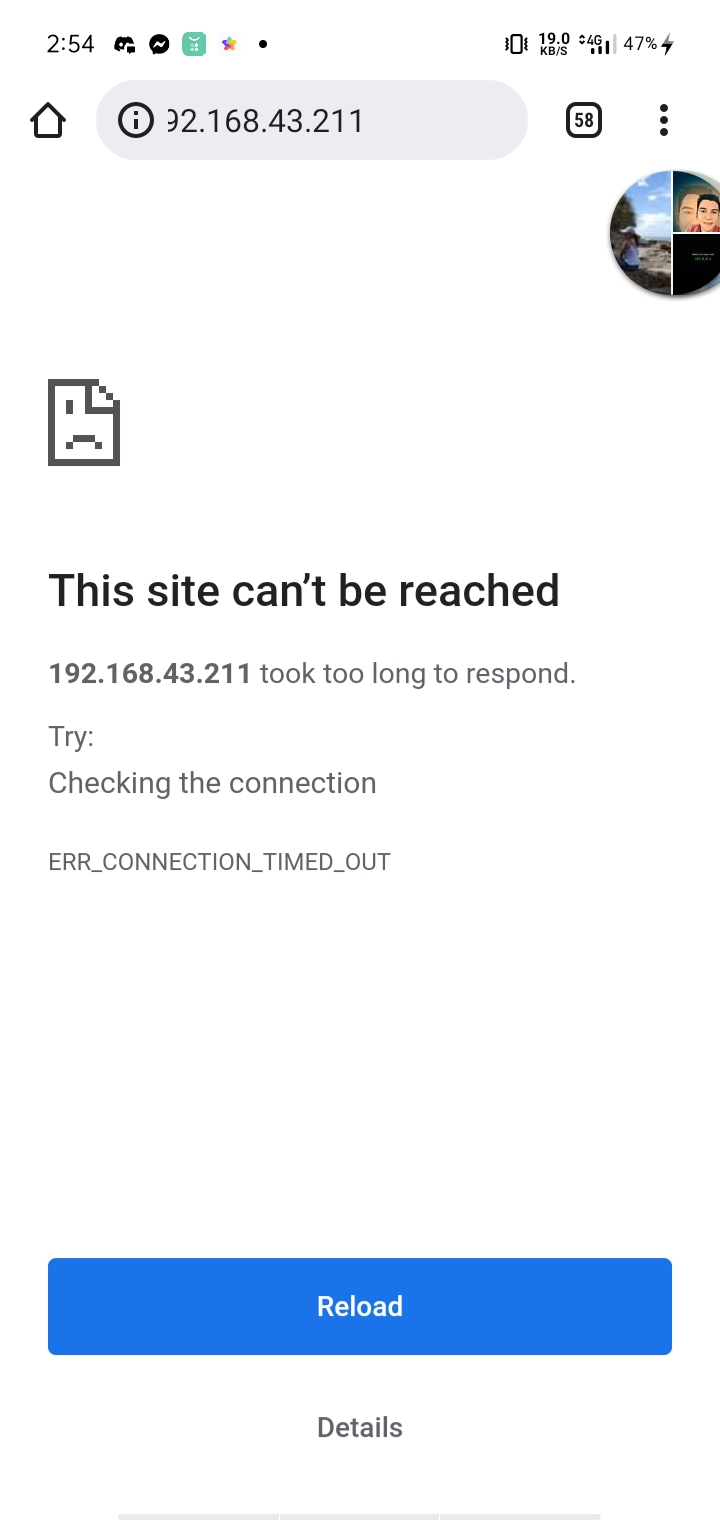 2:54 19.0 KB/S 4G 47%
92.168.43.211 58
This site can’t be reached
192.168.43.211 took too long to respond.
Try:
Checking the connection
ERR_CONNECTION_TIMED_OUT
Reload
Details